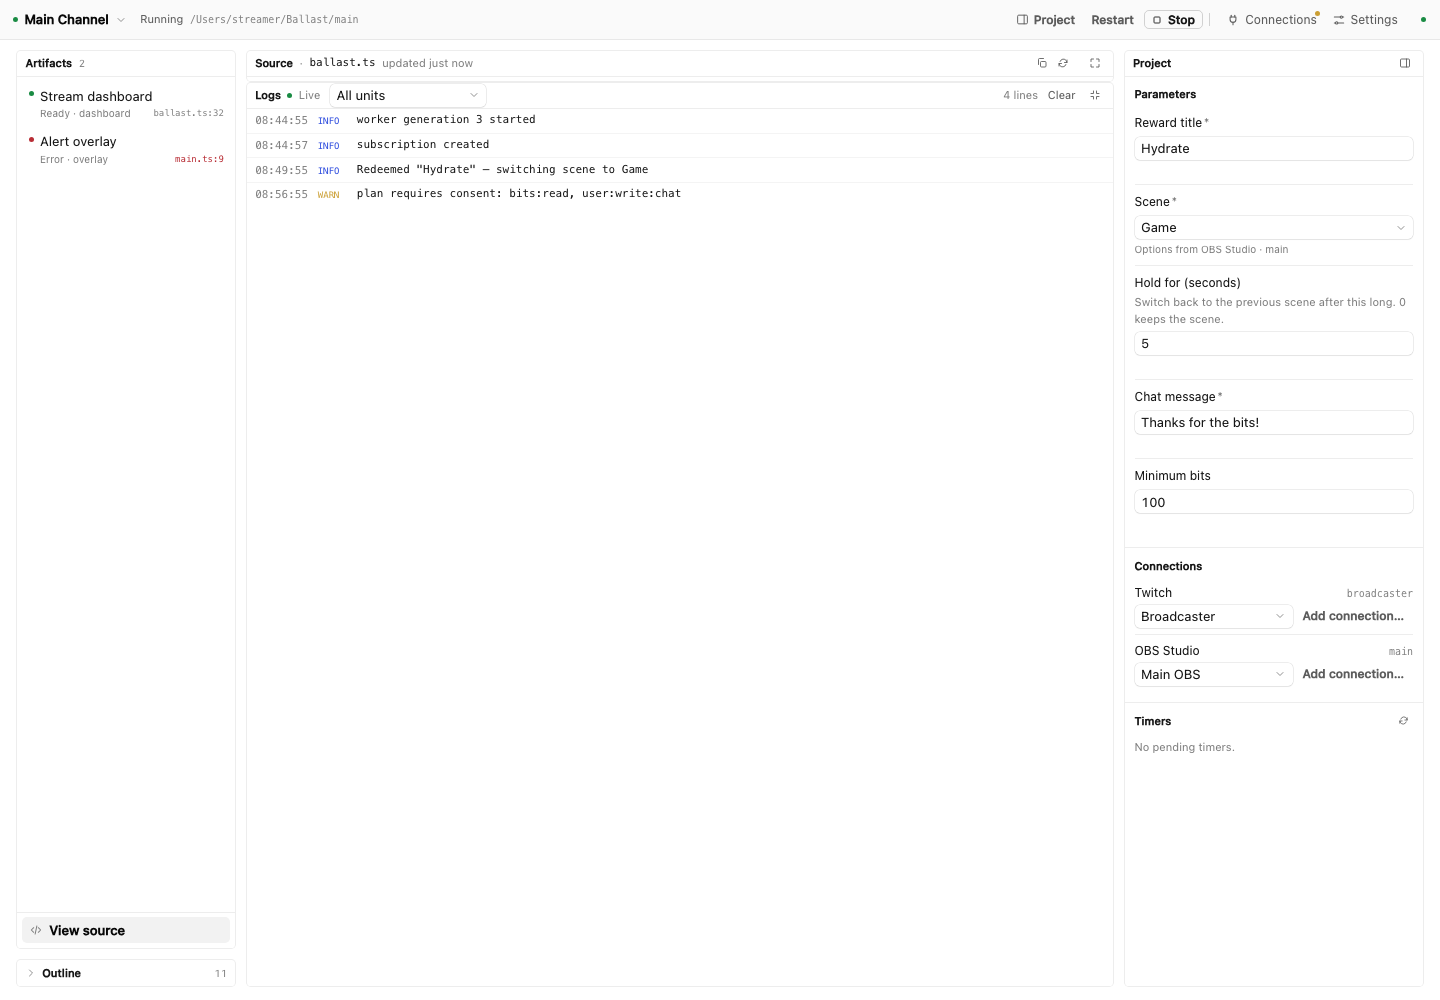 Main Channel Running /Users/streamer/Ballast/main Project Restart Stop Connections Settings
Artifacts 2
Stream dashboard
Ready · dashboard ballast.ts:32
Alert overlay
Error · overlay main.ts:9
View source
Outline 11
Source · ballast.ts updated just now
Logs Live All units 4 lines Clear
08:44:55 INFO worker generation 3 started
08:44:57 INFO subscription created
08:49:55 INFO Redeemed "Hydrate" — switching scene to Game
08:56:55 WARN plan requires consent: bits:read, user:write:chat
Project
Parameters
Reward title *
Hydrate
Scene *
Game
Options from OBS Studio · main
Hold for (seconds)
Switch back to the previous scene after this long. 0
keeps the scene.
5
Chat message *
Thanks for the bits!
Minimum bits
100
Connections
Twitch broadcaster
Broadcaster Add connection...
OBS Studio main
Main OBS Add connection...
Timers
No pending timers.